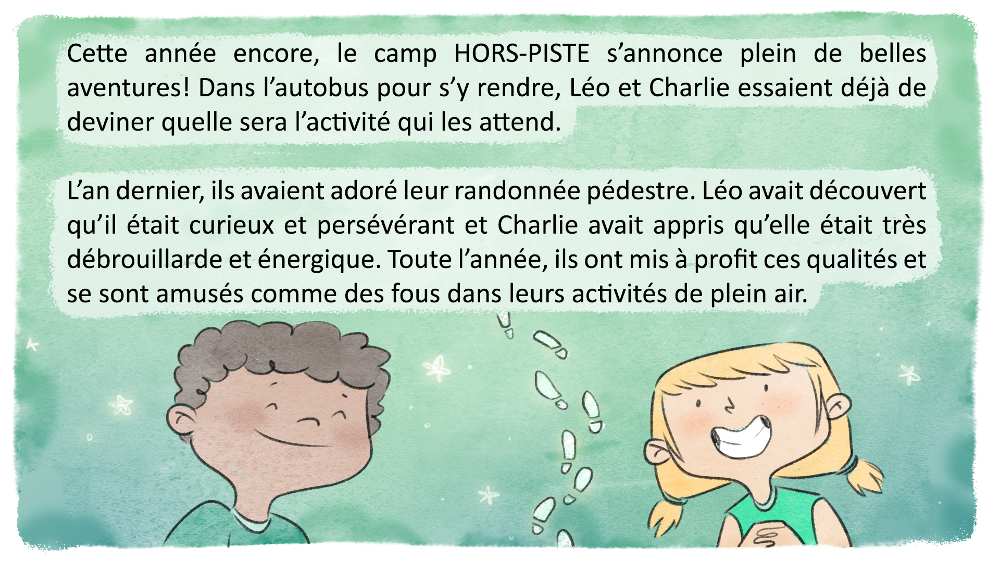 Cette année encore, le camp HORS-PISTE s’annonce plein de belles
aventures! Dans l’autobus pour s’y rendre, Léo et Charlie essaient déjà de
deviner quelle sera l’activité qui les attend.
L’an dernier, ils avaient adoré leur randonnée pédestre. Léo avait découvert
qu’il était curieux et persévérant et Charlie avait appris qu’elle était très
débrouillarde et énergique. Toute l’année, ils ont mis à profit ces qualités et
se sont amusés comme des fous dans leurs activités de plein air.